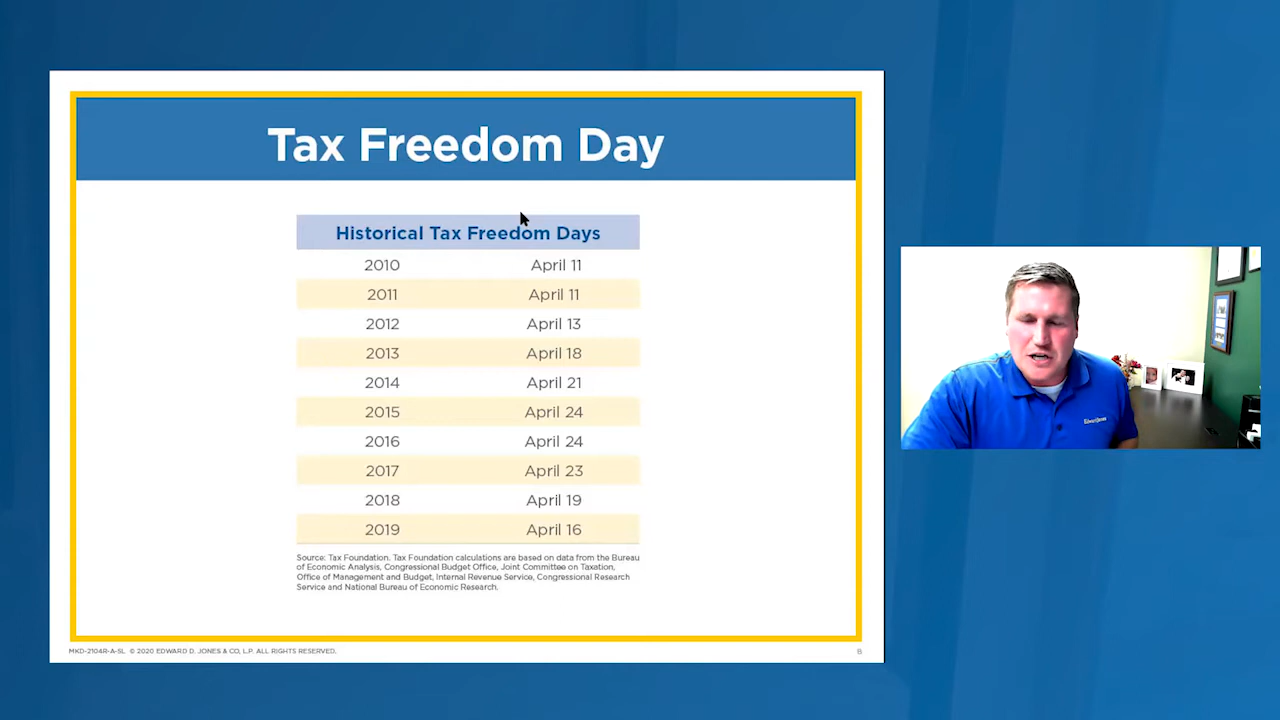 Tax Freedom Day
Historical Tax Freedom Days
2010 April 11
2011 April 11
2012 April 13
2013 April 18
2014 April 21
2015 April 24
2016 April 24
2017 April 23
2018 April 19
2019 April 16
Source: Tax Foundation. Tax Foundation calculations are based on data from the Bureau
of Economic Analysis, Congressional Budget Office, Joint Committee on Taxation,
Office of Management and Budget, Internal Revenue Service, Congressional Research
Service and National Bureau of Economic Research.
MKD-2104R-A-SL © 2020 EDWARD D. JONES & CO, L.P. ALL RIGHTS RESERVED.
8
Edward Jones